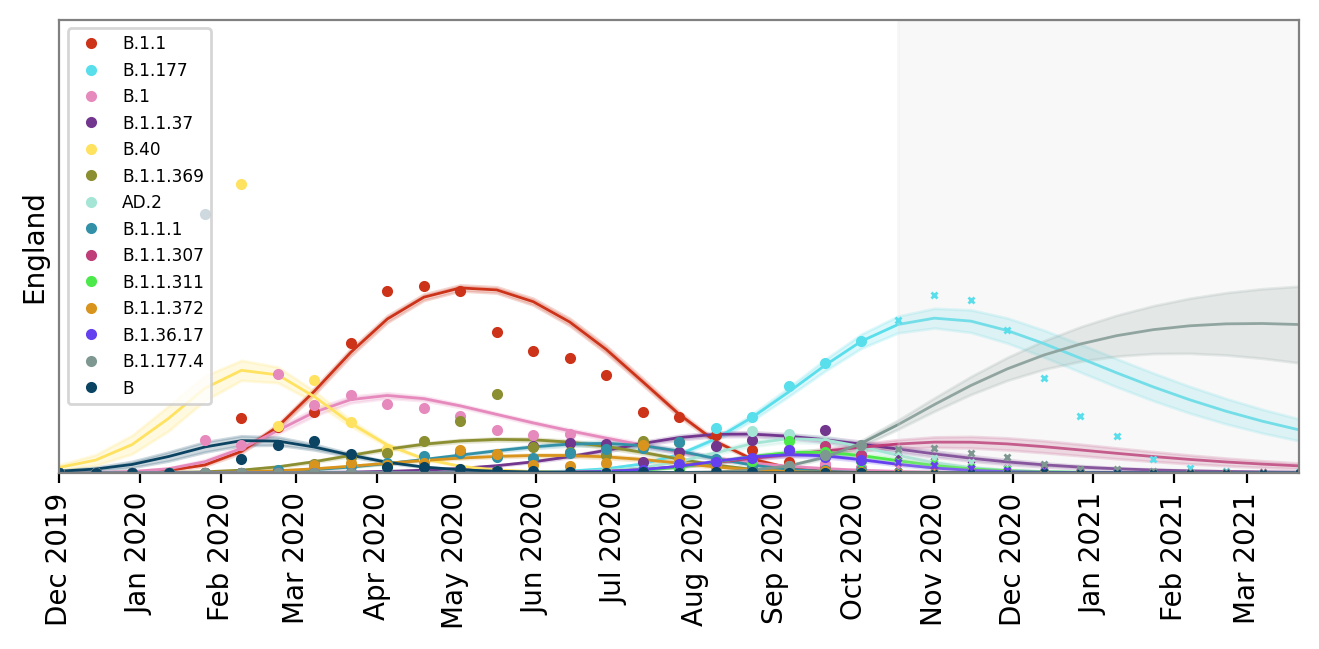 B.1.1
B.1.177
B.1
B.1.1.37
B.40
B.1.1.369
AD.2
B.1.1.1
B.1.1.307
B.1.1.311
B.1.1.372
B.1.36.17
B.1.177.4
B
England
Dec 2019
Jan 2020
Feb 2020
Mar 2020
Apr 2020
May 2020
Jun 2020
Jul 2020
Aug 2020
Sep 2020
Oct 2020
Nov 2020
Dec 2020
Jan 2021
Feb 2021
Mar 2021